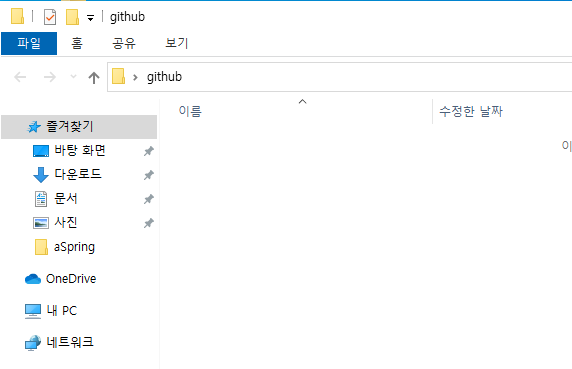 github
파일 홈 공유 보기
github
이름 수정한 날짜
즐겨찾기
바탕 화면
다운로드
문서
사진
aSpring
OneDrive
내 PC
네트워크